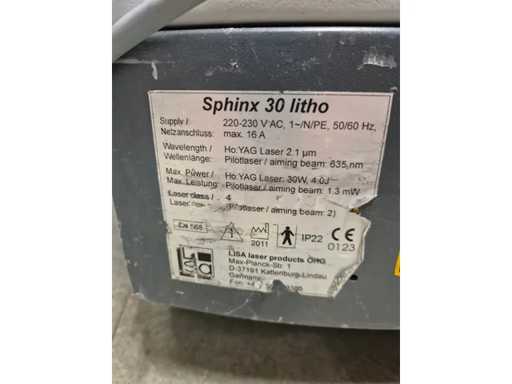 Sphinx 30 litho
Supply / 220-230 V AC, 1~/N/PE, 50/60 Hz,
Netzanschluss: max. 16 A
Wavelength / Ho:YAG Laser 2.1 µm
Wellenlänge: Pilotlaser / aiming beam: 635 nm
Max. Power / Ho:YAG Laser: 30W, 4.0J
Max. Leistung: Pilotlaser / aiming beam: 1.3 mW
Laser class / 4
Pilotlaser / aiming beam: 2)
2011
IP22
CE
0123
LISA laser products OHG
Max-Planck-Str. 1
D-37191 Katlenburg-Lindau
Germany
Fon: